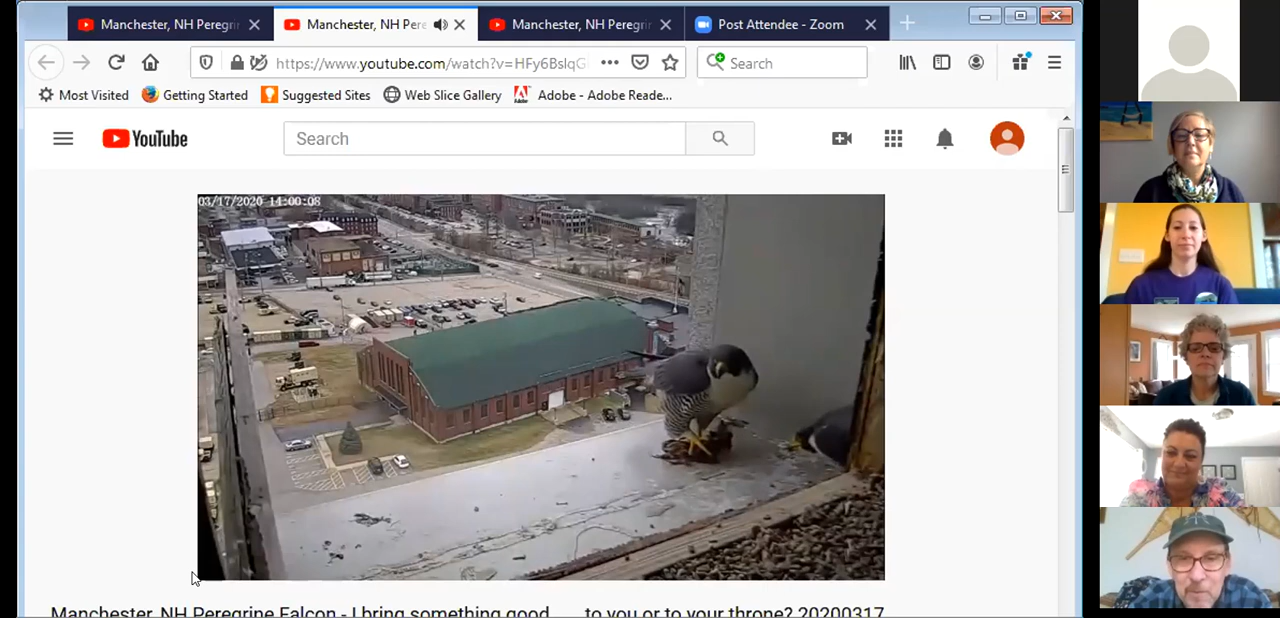 Manchester, NH Peregri
Manchester, NH Per
Manchester, NH Peregri
Post Attendee - Zoom
https://www.youtube.com/watch?v=HFy6BslqG
Search
Most Visited
Getting Started
Suggested Sites
Web Slice Gallery
Adobe - Adobe Reade...
YouTube
Search
03/17/2020 14:00:08
Manchester, NH Peregrine Falcon - I bring something good ...... to you or to your throne? 20200317